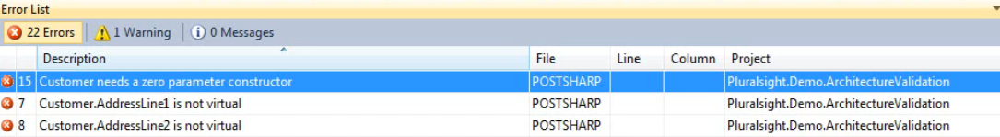 Error List
22 Errors 1 Warning 0 Messages
Description File Line Column Project
15 Customer needs a zero parameter constructor POSTSHARP Pluralsight.Demo.ArchitectureValidation
7 Customer.AddressLine1 is not virtual POSTSHARP Pluralsight.Demo.ArchitectureValidation
8 Customer.AddressLine2 is not virtual POSTSHARP Pluralsight.Demo.ArchitectureValidation